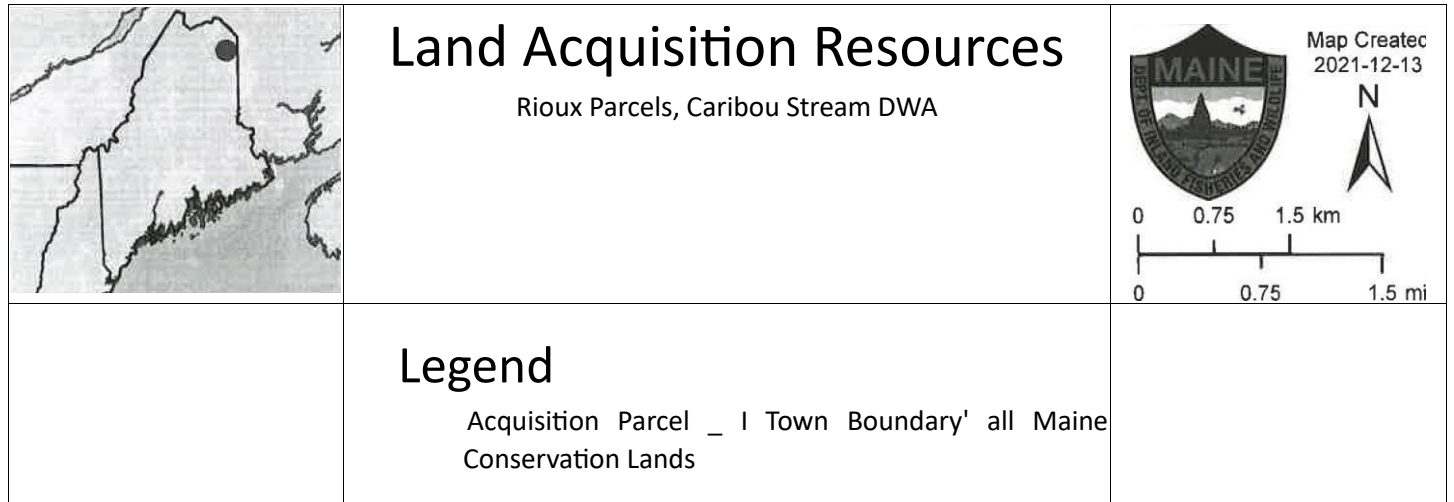 Land Acquisition Resources
Rioux Parcels, Caribou Stream DWA
MAINE
DEPT. OF INLAND FISHERIES AND WILDLIFE
Map Created
2021-12-13
N
0 0.75 1.5 km
0 0.75 1.5 mi
Legend
Acquisition Parcel _ I Town Boundary' all Maine
Conservation Lands